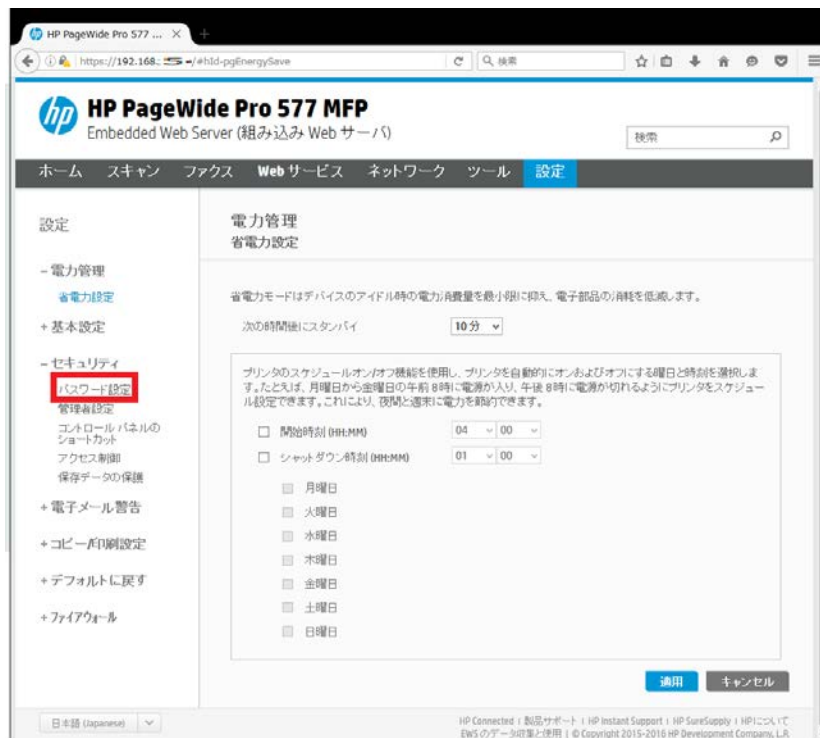 HP PageWide Pro 577 ...
https://192.168.
/#hId-pgEnergySave
検索
HP PageWide Pro 577 MFP
Embedded Web Server (組み込み Web サーバ)
検索
ホーム スキャン ファクス Web サービス ネットワーク ツール 設定
設定
電力管理
省電力設定
- 電力管理
省電力設定
省電力モードはデバイスのアイドル時の電力消費量を最小限に抑え、電子部品の消耗を低減します。
+ 基本設定
次の時間後にスタンバイ 10 分
- セキュリティ
パスワード設定
管理者設定
コントロール パネルの
ショートカット
アクセス制御
保存データの保護
+ 電子メール警告
+ コピー/印刷設定
+ デフォルトに戻す
+ ファイアウォール
プリンタのスケジュールオン/オフ機能を使用し、プリンタを自動的にオンおよびオフにする曜日と時刻を選択しま
す。たとえば、月曜日から金曜日の午前 8 時に電源が入り、午後 8 時に電源が切れるようにプリンタをスケジュー
ル設定できます。これにより、夜間と週末に電力を節約できます。
開始時刻 (HH:MM) 04 00
シャットダウン時刻 (HH:MM) 01 00
月曜日
火曜日
水曜日
木曜日
金曜日
土曜日
日曜日
適用 キャンセル
日本語 (Japanese)
HP Connected | 製品サポート | HP Instant Support | HP SureSupply | HPについて
EWS のデータ収集と使用 | © Copyright 2015-2016 HP Development Company, L.P.